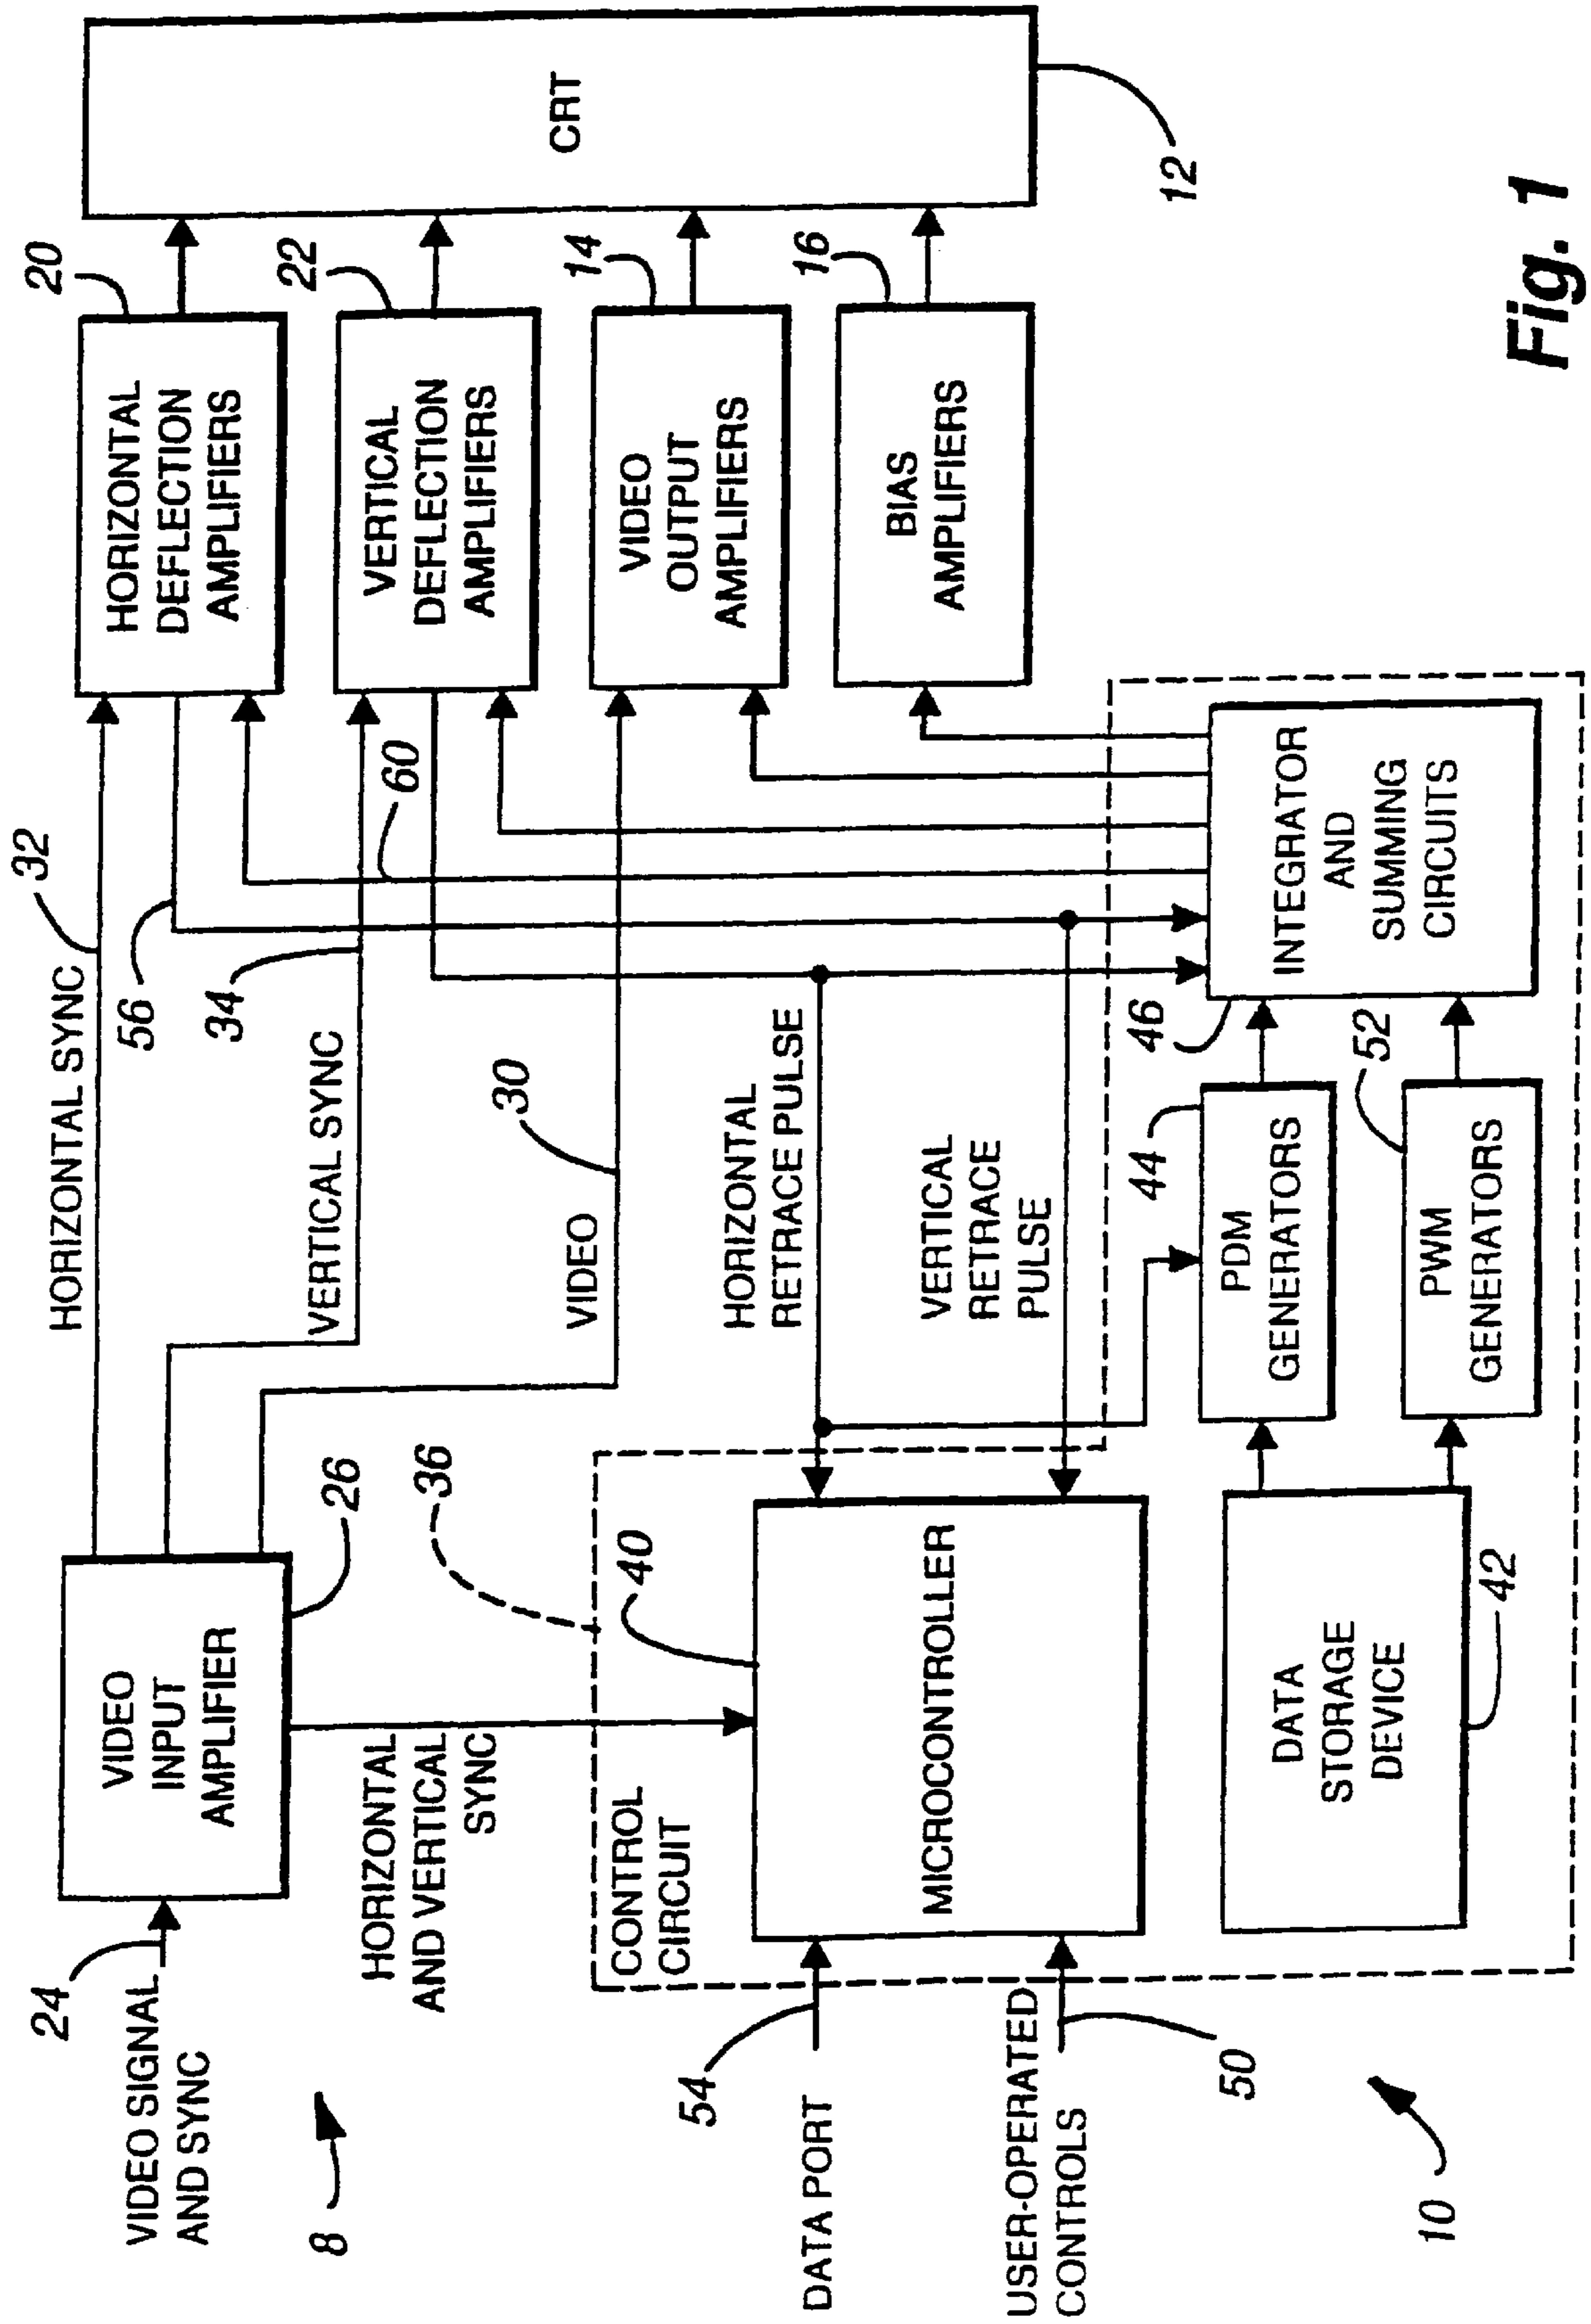 HORIZONTAL SYNC
32
20
HORIZONTAL
DEFLECTION
AMPLIFIERS
CRT
12
24
VIDEO SIGNAL
AND SYNC
VIDEO
INPUT
AMPLIFIER
26
56
34
VERTICAL SYNC
60
22
VERTICAL
DEFLECTION
AMPLIFIERS
8
HORIZONTAL
AND VERTICAL
SYNC
36
30
VIDEO
14
VIDEO
OUTPUT
AMPLIFIERS
CONTROL
CIRCUIT
40
HORIZONTAL
RETRACE PULSE
16
BIAS
AMPLIFIERS
54
DATA PORT
MICROCONTROLLER
VERTICAL
RETRACE
PULSE
USER-OPERATED
CONTROLS
50
44
46
PDM
GENERATORS
INTEGRATOR
AND
SUMMING
CIRCUITS
52
DATA
STORAGE
DEVICE
42
PWM
GENERATORS
10
Fig. 1